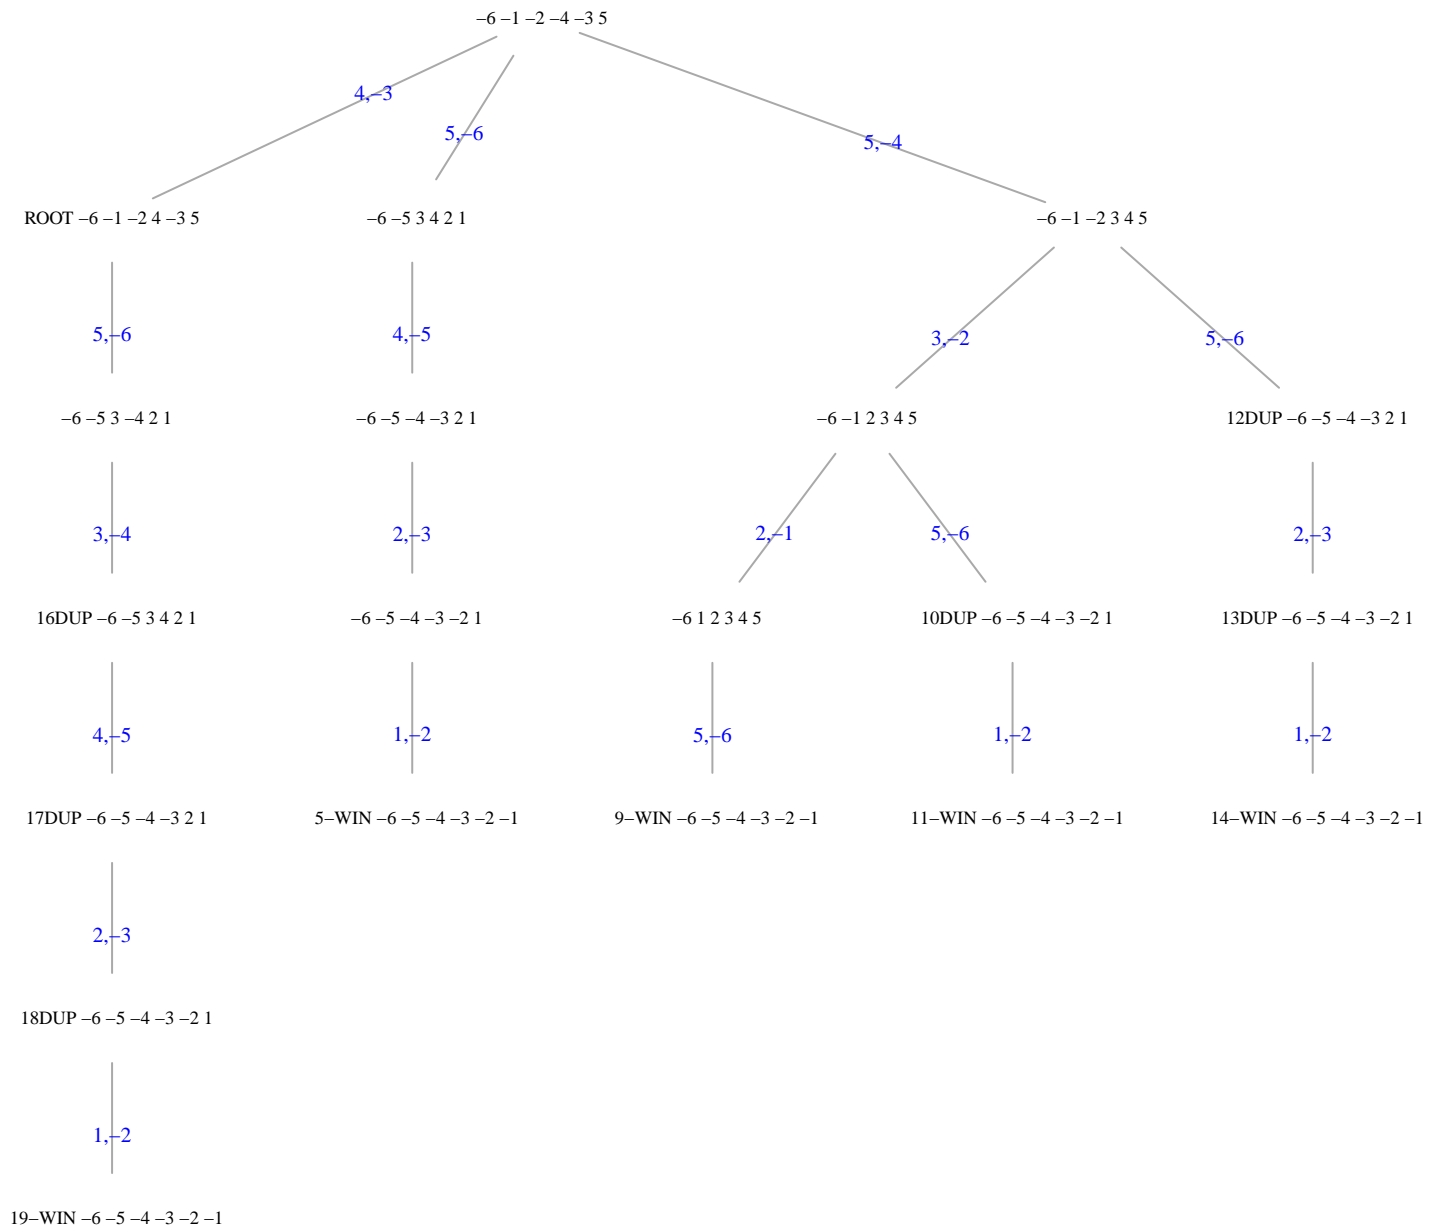 –6 –1 –2 –4 –3 5
4,–3
5,–6
5,–4
ROOT –6 –1 –2 4 –3 5
–6 –5 3 4 2 1
–6 –1 –2 3 4 5
5,–6
4,–5
3,–2
5,–6
–6 –5 3 –4 2 1
–6 –5 –4 –3 2 1
–6 –1 2 3 4 5
12DUP –6 –5 –4 –3 2 1
3,–4
2,–3
2,–1
5,–6
2,–3
16DUP –6 –5 3 4 2 1
–6 –5 –4 –3 –2 1
–6 1 2 3 4 5
10DUP –6 –5 –4 –3 –2 1
13DUP –6 –5 –4 –3 –2 1
4,–5
1,–2
5,–6
1,–2
1,–2
17DUP –6 –5 –4 –3 2 1
5–WIN –6 –5 –4 –3 –2 –1
9–WIN –6 –5 –4 –3 –2 –1
11–WIN –6 –5 –4 –3 –2 –1
14–WIN –6 –5 –4 –3 –2 –1
2,–3
18DUP –6 –5 –4 –3 –2 1
1,–2
19–WIN –6 –5 –4 –3 –2 –1